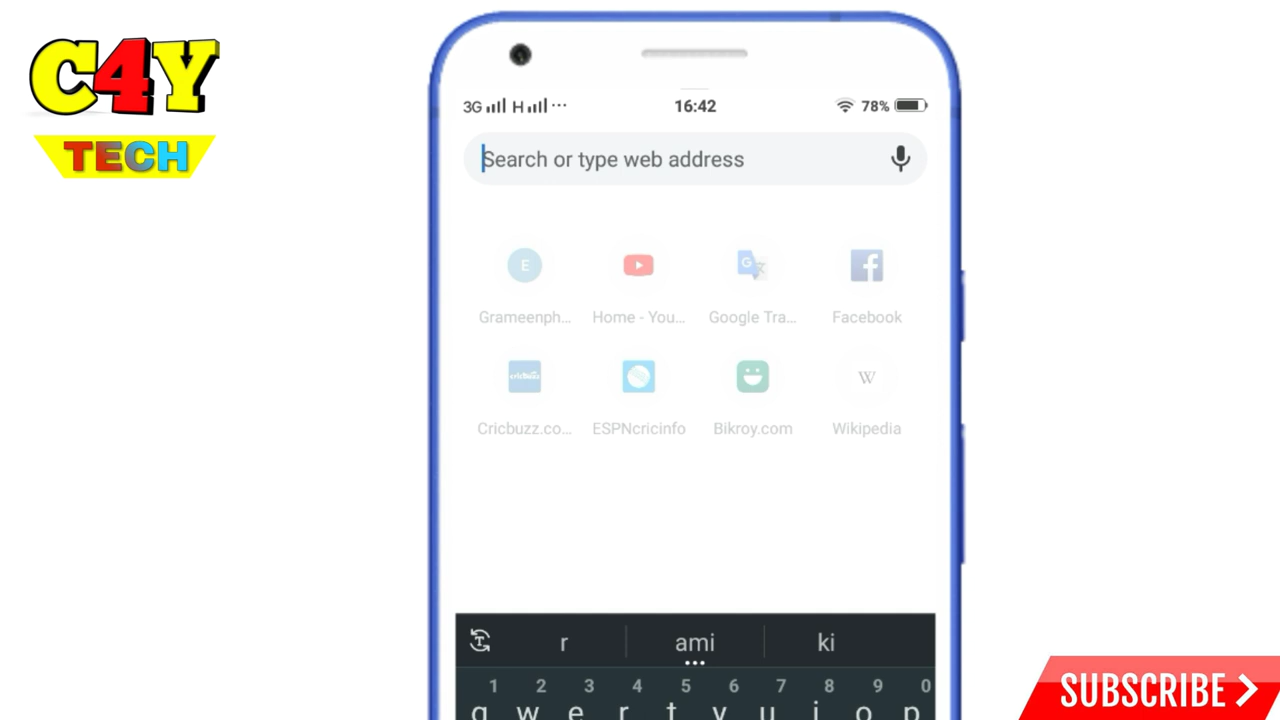 C4Y
TECH
3G H
16:42
78%
Search or type web address
E
Grameenph...
Home - You...
Google Tra...
Facebook
cricbuzz
W
Cricbuzz.co...
ESPNcricinfo
Bikroy.com
Wikipedia
r ami ki
1 2 3 4 5 6 7 8 9 0
q w e r t y u i o p
SUBSCRIBE